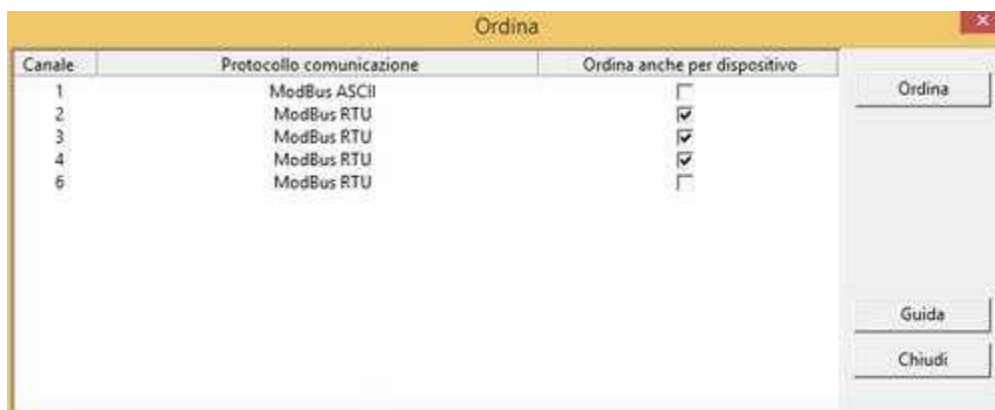 Ordina
Canale Protocollo comunicazione Ordina anche per dispositivo
1 ModBus ASCII
2 ModBus RTU
3 ModBus RTU
4 ModBus RTU
6 ModBus RTU
Ordina
Guida
Chiudi